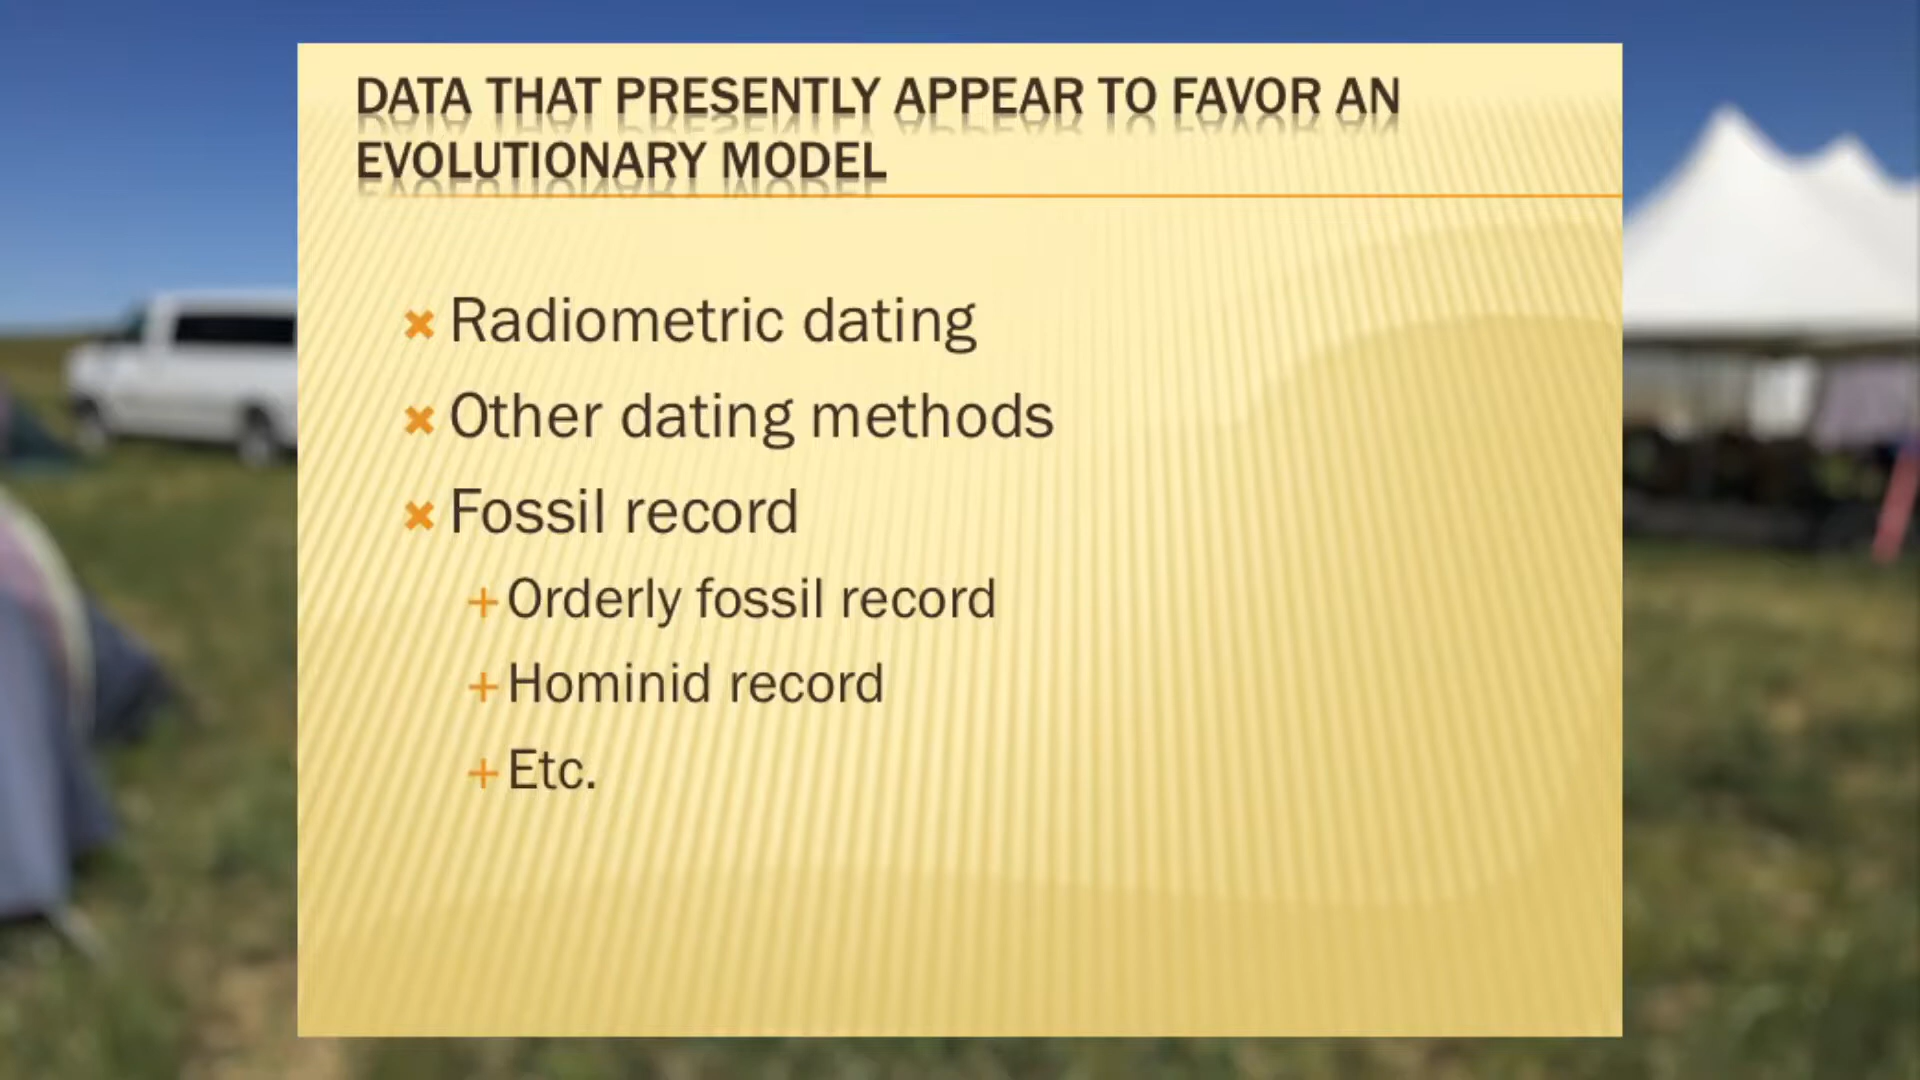 DATA THAT PRESENTLY APPEAR TO FAVOR AN
EVOLUTIONARY MODEL
Radiometric dating
Other dating methods
Fossil record
Orderly fossil record
Hominid record
Etc.